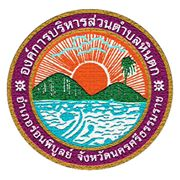 องค์การบริหารส่วนตำบลหินตก
อำเภอร่อนพิบูลย์ จังหวัดนครศรีธรรมราช